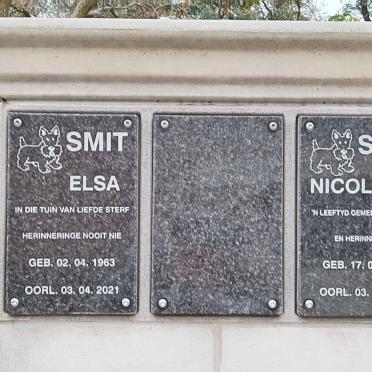 SMIT
ELSA
IN DIE TUIN VAN LIEFDE STERF
HERINNERINGE NOOIT NIE
GEB. 02. 04. 1963
OORL. 03. 04. 2021
S
NICOL
'N LEEFTYD GEME
EN HERINN
GEB. 17. 0
OORL. 03.